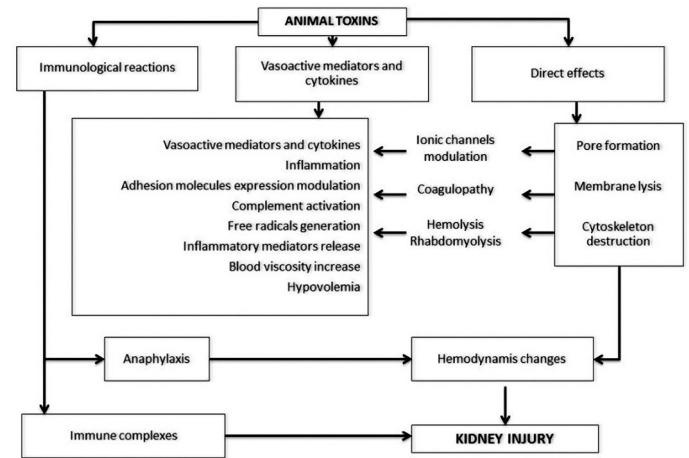 ANIMAL TOXINS
Immunological reactions
Vasoactive mediators and
cytokines
Direct effects
Vasoactive mediators and cytokines
Inflammation
Adhesion molecules expression modulation
Complement activation
Free radicals generation
Inflammatory mediators release
Blood viscosity increase
Hypovolemia
Ionic channels
modulation
Coagulopathy
Hemolysis
Rhabdomyolysis
Pore formation
Membrane lysis
Cytoskeleton
destruction
Anaphylaxis
Hemodynamis changes
Immune complexes
KIDNEY INJURY